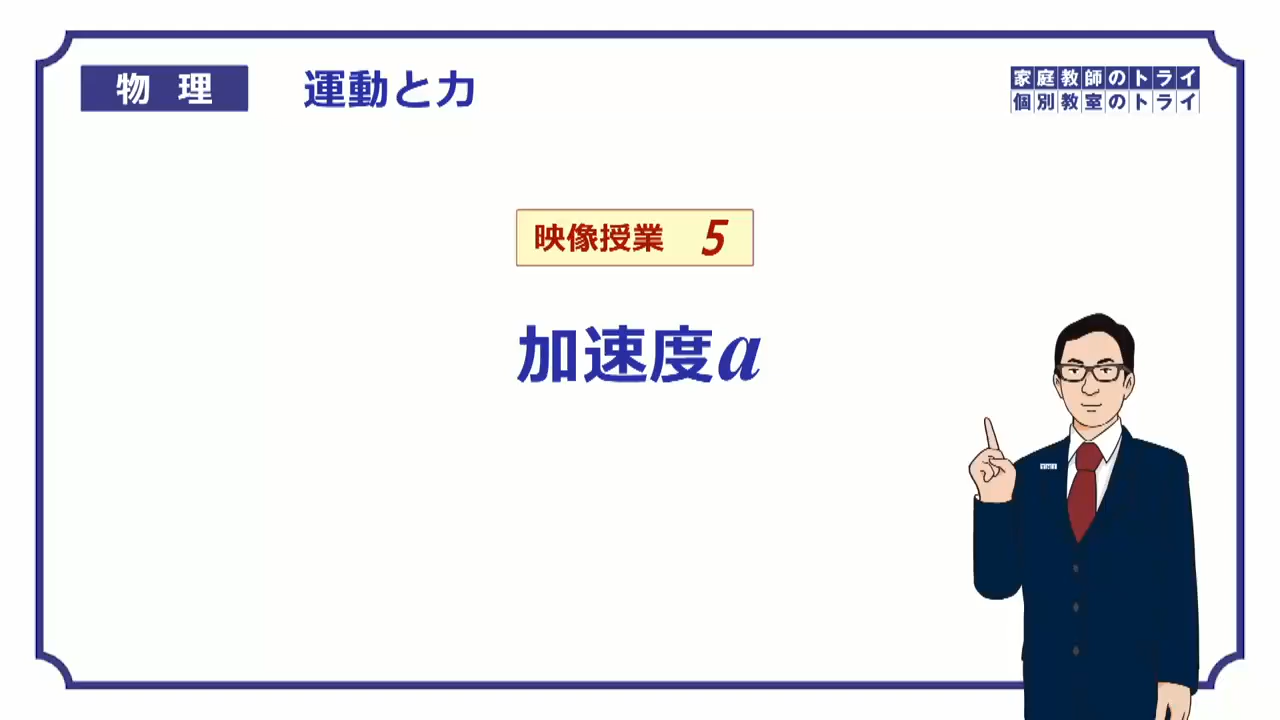 物理
運動と力
家庭教師のトライ
個別教室のトライ
映像授業 5
加速度a